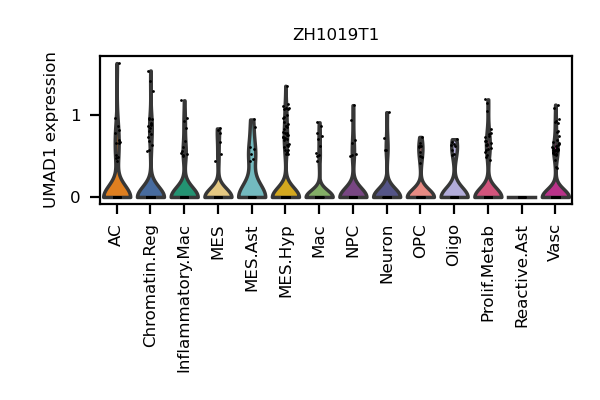 ZH1019T1
UMAD1 expression
1
0
AC
Chromatin.Reg
Inflammatory.Mac
MES
MES.Ast
MES.Hyp
Mac
NPC
Neuron
OPC
Oligo
Prolif.Metab
Reactive.Ast
Vasc